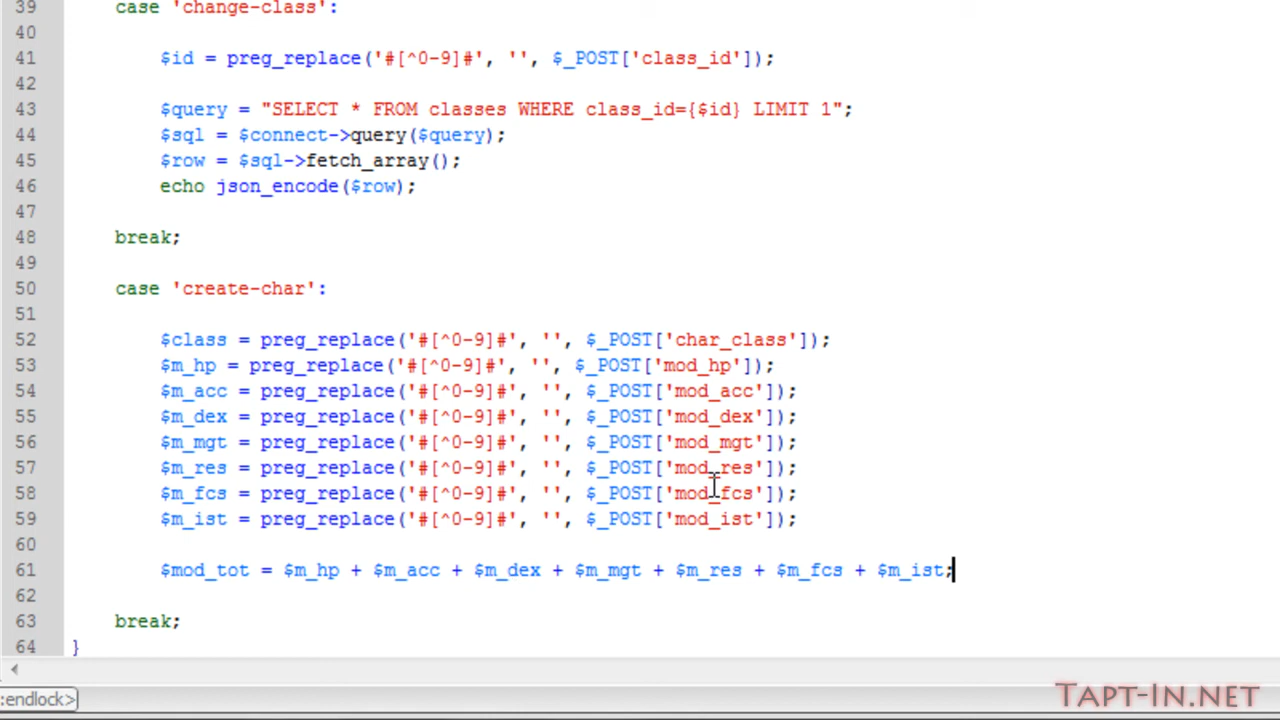 39 case 'change-class':
40
41 $id = preg_replace('#[^0-9]#', '', $_POST['class_id']);
42
43 $query = "SELECT * FROM classes WHERE class_id={$id} LIMIT 1";
44 $sql = $connect->query($query);
45 $row = $sql->fetch_array();
46 echo json_encode($row);
47
48 break;
49
50 case 'create-char':
51
52 $class = preg_replace('#[^0-9]#', '', $_POST['char_class']);
53 $m_hp = preg_replace('#[^0-9]#', '', $_POST['mod_hp']);
54 $m_acc = preg_replace('#[^0-9]#', '', $_POST['mod_acc']);
55 $m_dex = preg_replace('#[^0-9]#', '', $_POST['mod_dex']);
56 $m_mgt = preg_replace('#[^0-9]#', '', $_POST['mod_mgt']);
57 $m_res = preg_replace('#[^0-9]#', '', $_POST['mod_res']);
58 $m_fcs = preg_replace('#[^0-9]#', '', $_POST['mod_fcs']);
59 $m_ist = preg_replace('#[^0-9]#', '', $_POST['mod_ist']);
60
61 $mod_tot = $m_hp + $m_acc + $m_dex + $m_mgt + $m_res + $m_fcs + $m_ist;
62
63 break;
64 }
:endlock>
TAPT-IN.NET